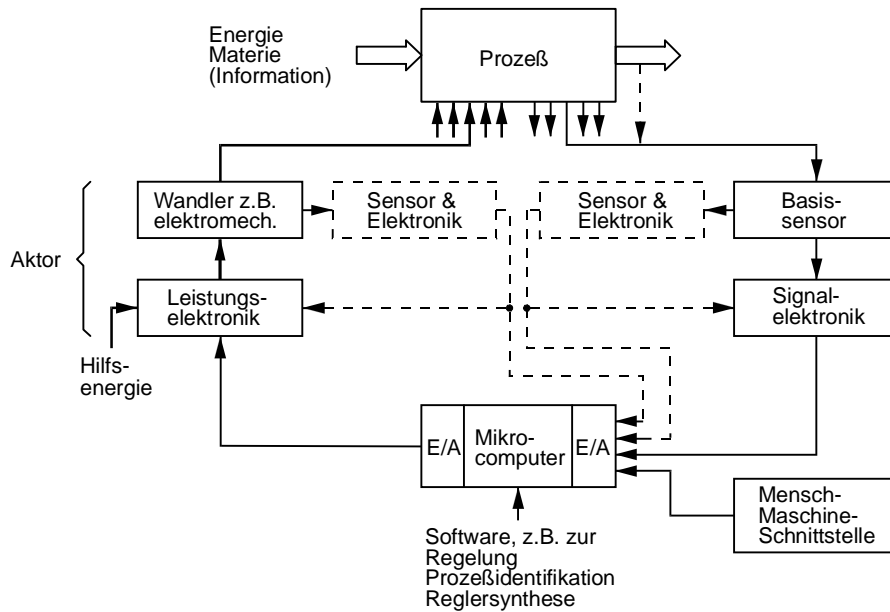 Energie
Materie
(Information)
Prozeß
Wandler z.B.
elektromech.
Sensor &
Elektronik
Sensor &
Elektronik
Basis-
sensor
Aktor
Leistungs-
elektronik
Signal-
elektronik
Hilfs-
energie
E/A
Mikro-
computer
E/A
Mensch-
Maschine-
Schnittstelle
Software, z.B. zur
Regelung
Prozeßidentifikation
Reglersynthese